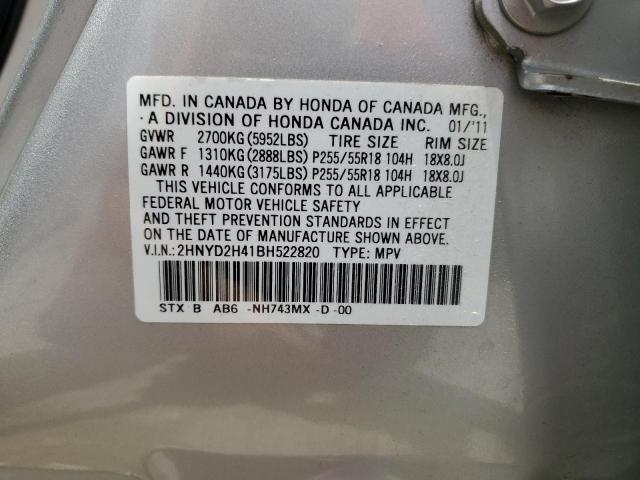 MFD. IN CANADA BY HONDA OF CANADA MFG.,
· A DIVISION OF HONDA CANADA INC. 01/'11
GVWR 2700KG (5952LBS) TIRE SIZE RIM SIZE
GAWR F 1310KG (2888LBS) P255/55R18 104H 18X8.0J
GAWR R 1440KG (3175LBS) P255/55R18 104H 18X8.0J
THIS VEHICLE CONFORMS TO ALL APPLICABLE
FEDERAL MOTOR VEHICLE SAFETY
AND THEFT PREVENTION STANDARDS IN EFFECT
ON THE DATE OF MANUFACTURE SHOWN ABOVE.
V.I.N.: 2HNYD2H41BH522820 TYPE: MPV
STX B AB6 -NH743MX -D -00